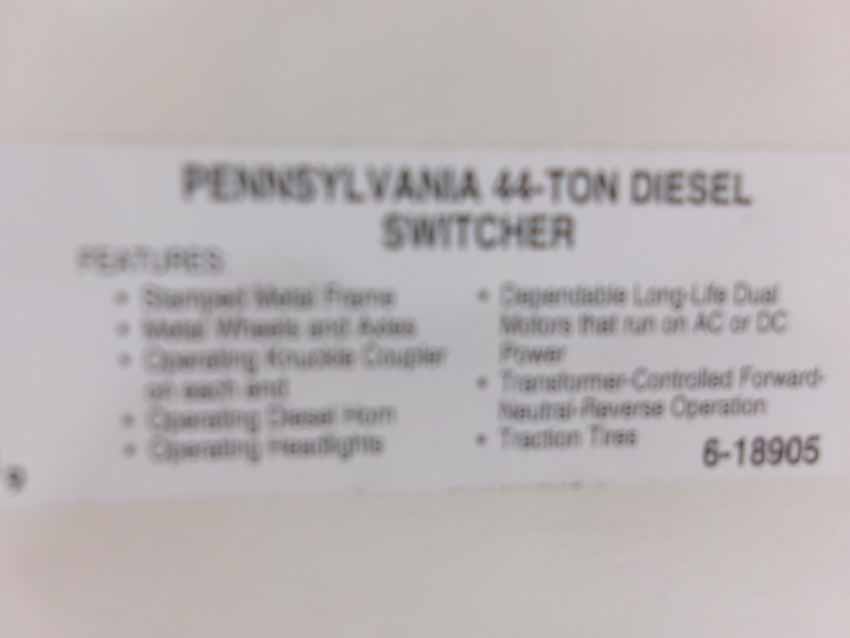 PENNSYLVANIA 44-TON DIESEL
SWITCHER
FEATURES:
• Stamped Metal Frame
• Metal Wheels and Axles
• Operating Knuckle Coupler
on each end
• Operating Diesel Horn
• Operating Headlights
• Dependable Long-Life Dual
Motors that run on AC or DC
Power
• Transformer-Controlled Forward-
Neutral-Reverse Operation
• Traction Tires
6-18905